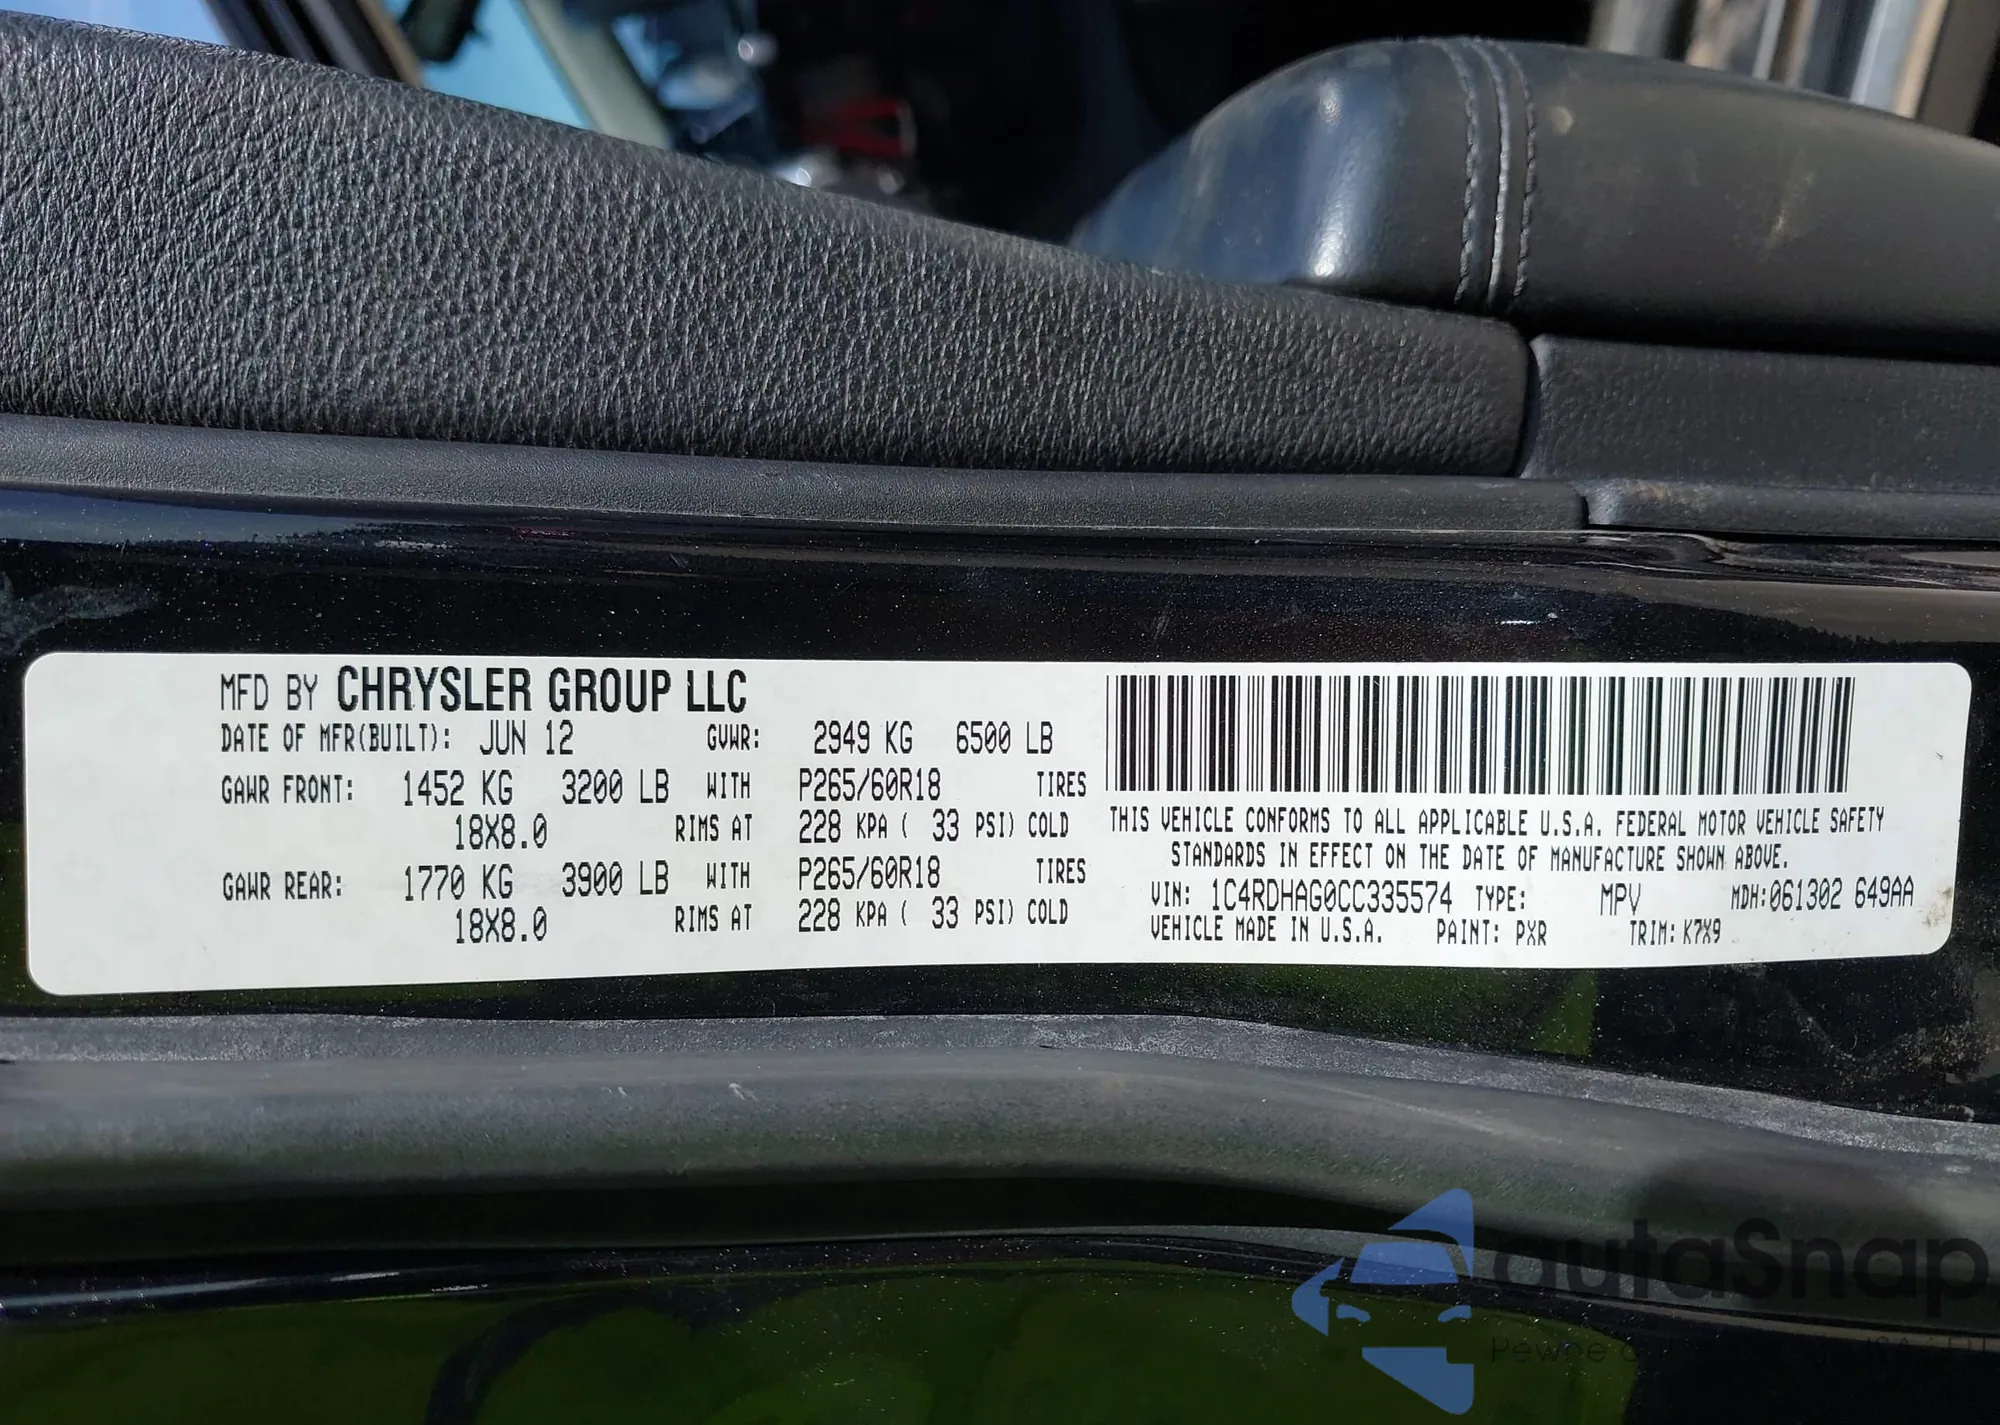 MFD BY CHRYSLER GROUP LLC
DATE OF MFR(BUILT): JUN 12 GVWR: 2949 KG 6500 LB
GAWR FRONT: 1452 KG 3200 LB WITH P265/60R18 TIRES
18X8.0 RIMS AT 228 KPA ( 33 PSI) COLD
GAWR REAR: 1770 KG 3900 LB WITH P265/60R18 TIRES
18X8.0 RIMS AT 228 KPA ( 33 PSI) COLD
THIS VEHICLE CONFORMS TO ALL APPLICABLE U.S.A. FEDERAL MOTOR VEHICLE SAFETY
STANDARDS IN EFFECT ON THE DATE OF MANUFACTURE SHOWN ABOVE.
VIN: 1C4RDHAG0CC335574 TYPE: MPV MDH:061302 649AA
VEHICLE MADE IN U.S.A. PAINT: PXR TRIM: K7X9
autaSnap
Pewne